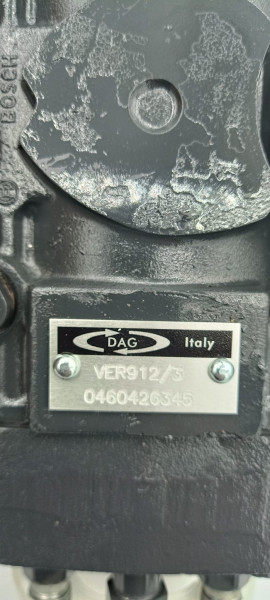 BOSCH
DAG Italy
VER912/3
0460426345